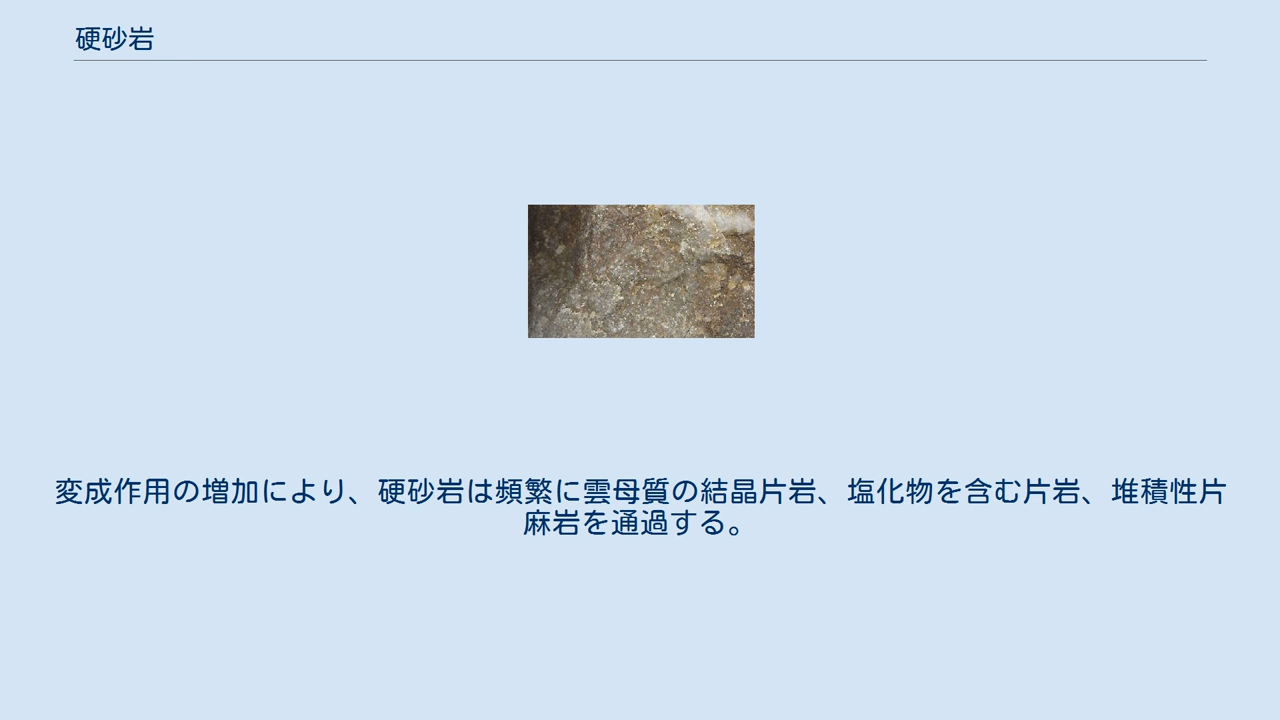 硬砂岩
変成作用の増加により、硬砂岩は頻繁に雲母質の結晶片岩、塩化物を含む片岩、堆積性片
麻岩を通過する。